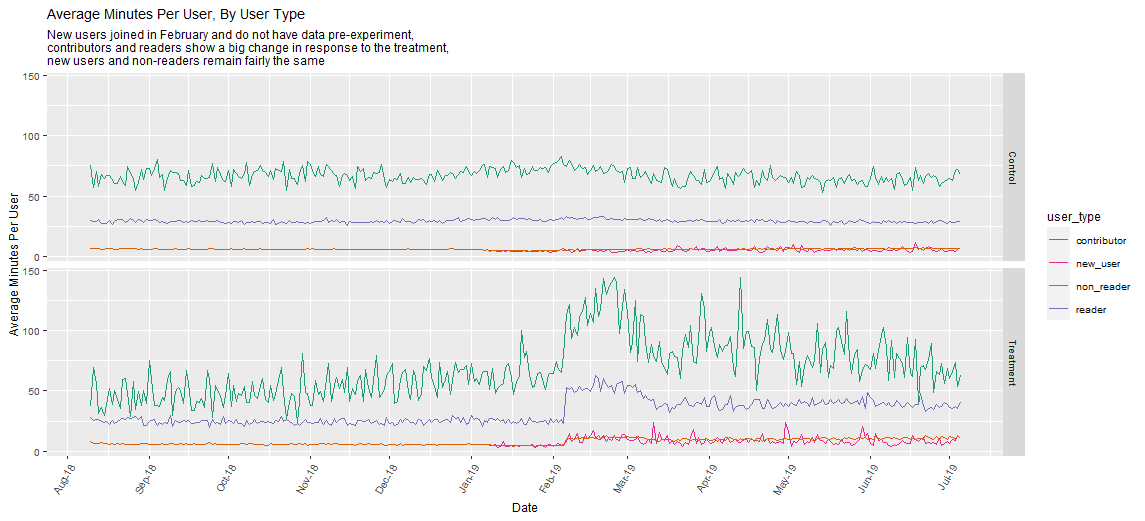 Average Minutes Per User, By User Type
New users joined in February and do not have data pre-experiment,
contributors and readers show a big change in response to the treatment,
new users and non-readers remain fairly the same
Average Minutes Per User
150
100
50
0
Control
150
100
50
0
Treatment
Aug-18
Sep-18
Oct-18
Nov-18
Dec-18
Jan-19
Feb-19
Mar-19
Apr-19
May-19
Jun-19
Jul-19
Date
user_type
contributor
new_user
non_reader
reader